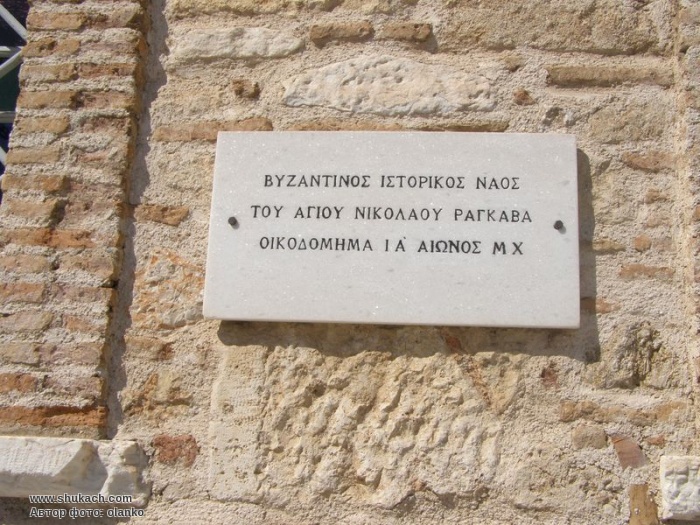 ΒΥΖΑΝΤΙΝΟΣ ΙΣΤΟΡΙΚΟΣ ΝΑΟΣ
ΤΟΥ ΑΓΙΟΥ ΝΙΚΟΛΑΟΥ ΡΑΓΚΑΒΑ
ΟΙΚΟΔΟΜΗΜΑ ΙΑ' ΑΙΩΝΟΣ ΜΧ
www.shukach.com
Автор фото: olanko